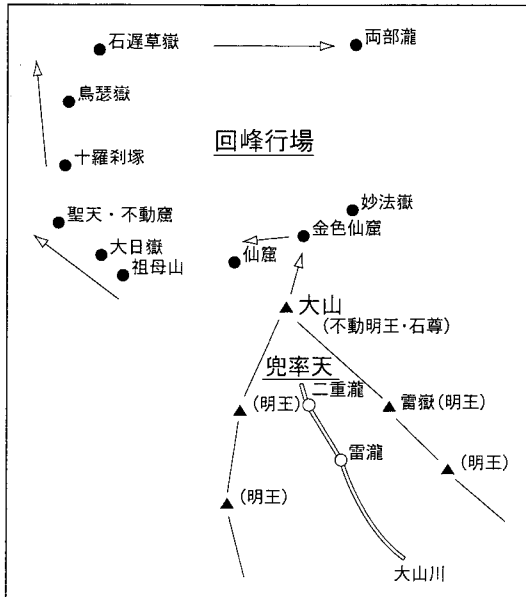 石遅草嶽
両部瀧
鳥瑟嶽
回峰行場
十羅刹塚
妙法嶽
聖天・不動窟
金色仙窟
大日嶽
仙窟
祖母山
大山
(不動明王・石尊)
兜率天
二重瀧
(明王)
雷嶽(明王)
雷瀧
(明王)
(明王)
大山川